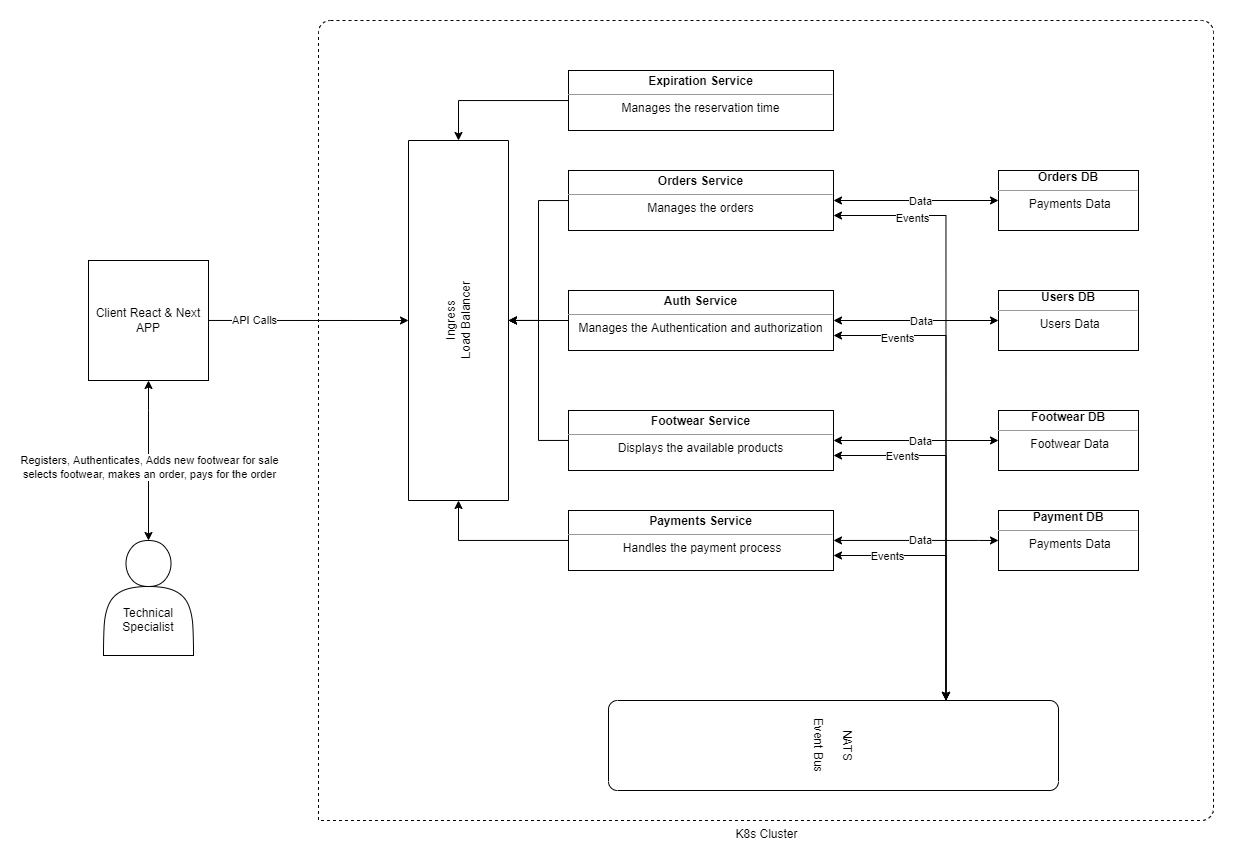 Expiration Service
Manages the reservation time
Orders Service
Manages the orders
Data
Events
Orders DB
Payments Data
Client React & Next
APP
API Calls
Ingress
Load Balancer
Auth Service
Manages the Authentication and authorization
Data
Events
Users DB
Users Data
Footwear Service
Displays the available products
Data
Events
Footwear DB
Footwear Data
Registers, Authenticates, Adds new footwear for sale
selects footwear, makes an order, pays for the order
Payments Service
Handles the payment process
Data
Events
Payment DB
Payments Data
Technical
Specialist
NATS
Event Bus
K8s Cluster